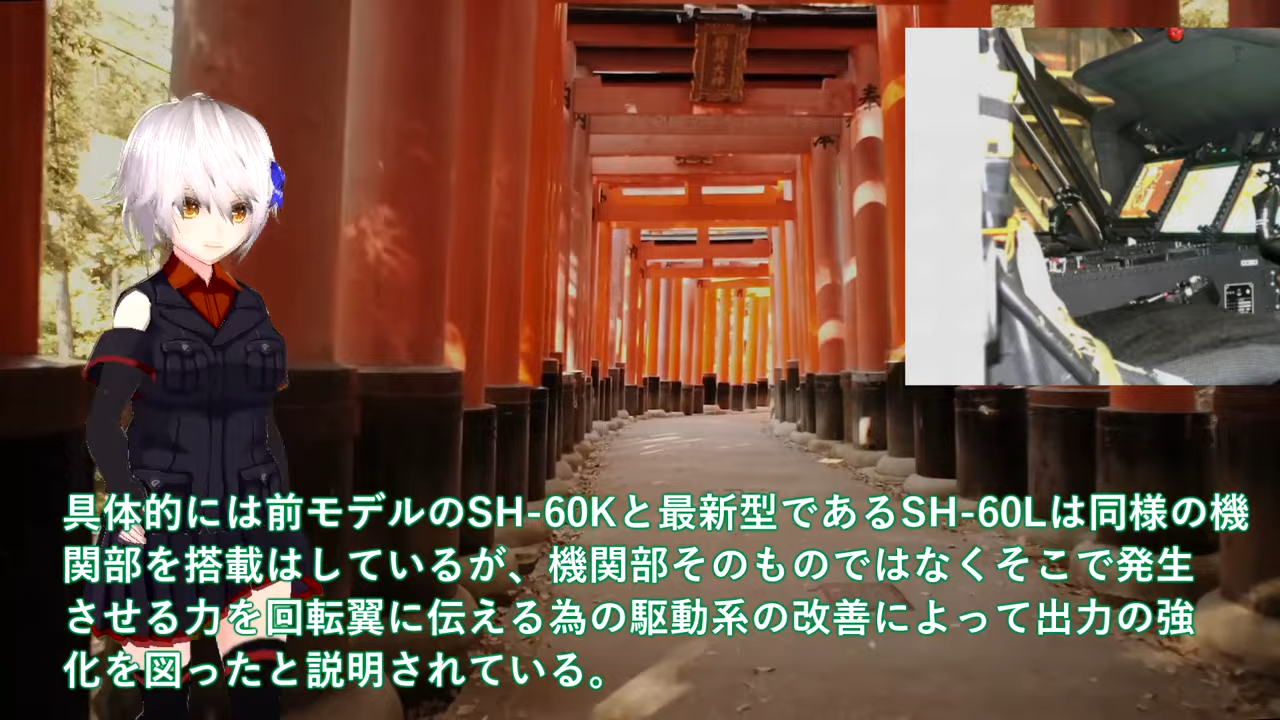 奉
具体的には前モデルのSH-60Kと最新型であるSH-60Lは同様の機
関部を搭載はしているが、機関部そのものではなくそこで発生
させる力を回転翼に伝える為の駆動系の改善によって出力の強
化を図ったと説明されている。